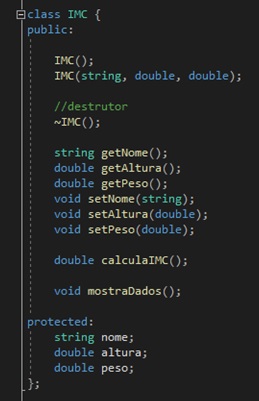 class IMC {
public:
IMC();
IMC(string, double, double);
//destrutor
~IMC();
string getNome();
double getAltura();
double getPeso();
void setNome(string);
void setAltura(double);
void setPeso(double);
double calculaIMC();
void mostraDados();
protected:
string nome;
double altura;
double peso;
};